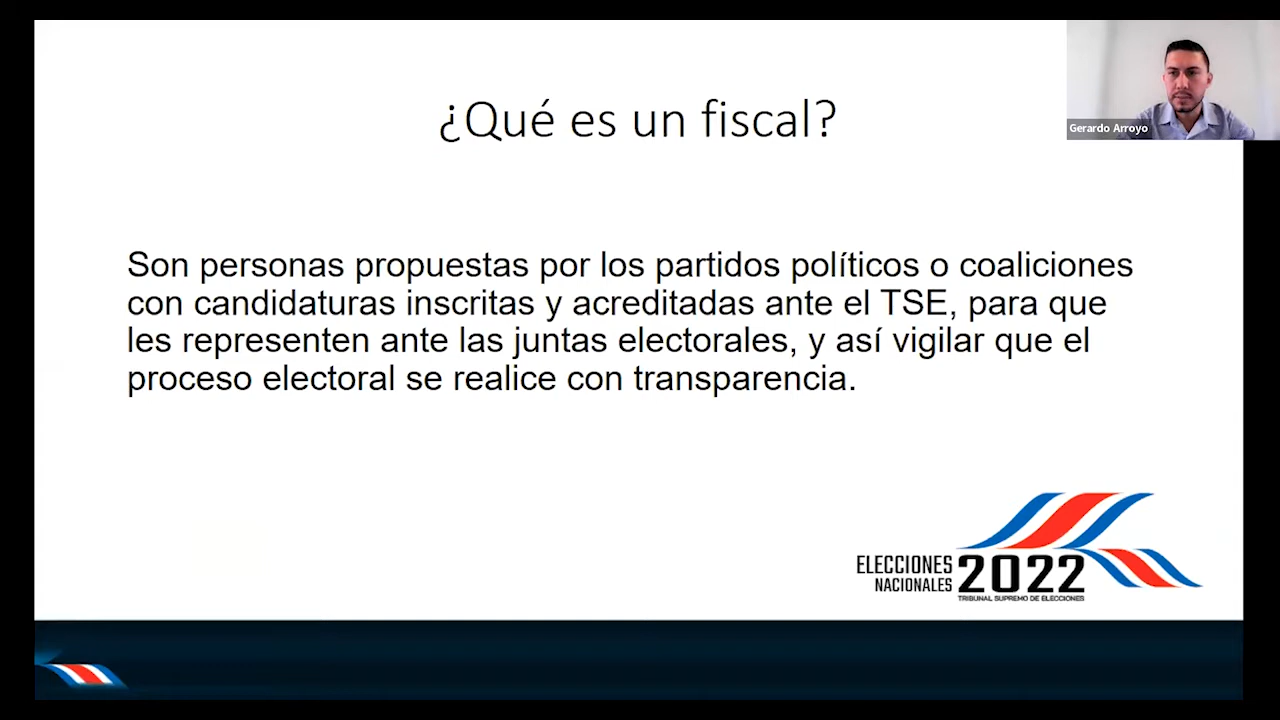 ¿Qué es un fiscal?
Gerardo Arroyo
Son personas propuestas por los partidos políticos o coaliciones
con candidaturas inscritas y acreditadas ante el TSE, para que
les representen ante las juntas electorales, y así vigilar que el
proceso electoral se realice con transparencia.
ELECCIONES
NACIONALES
2022
TRIBUNAL SUPREMO DE ELECCIONES